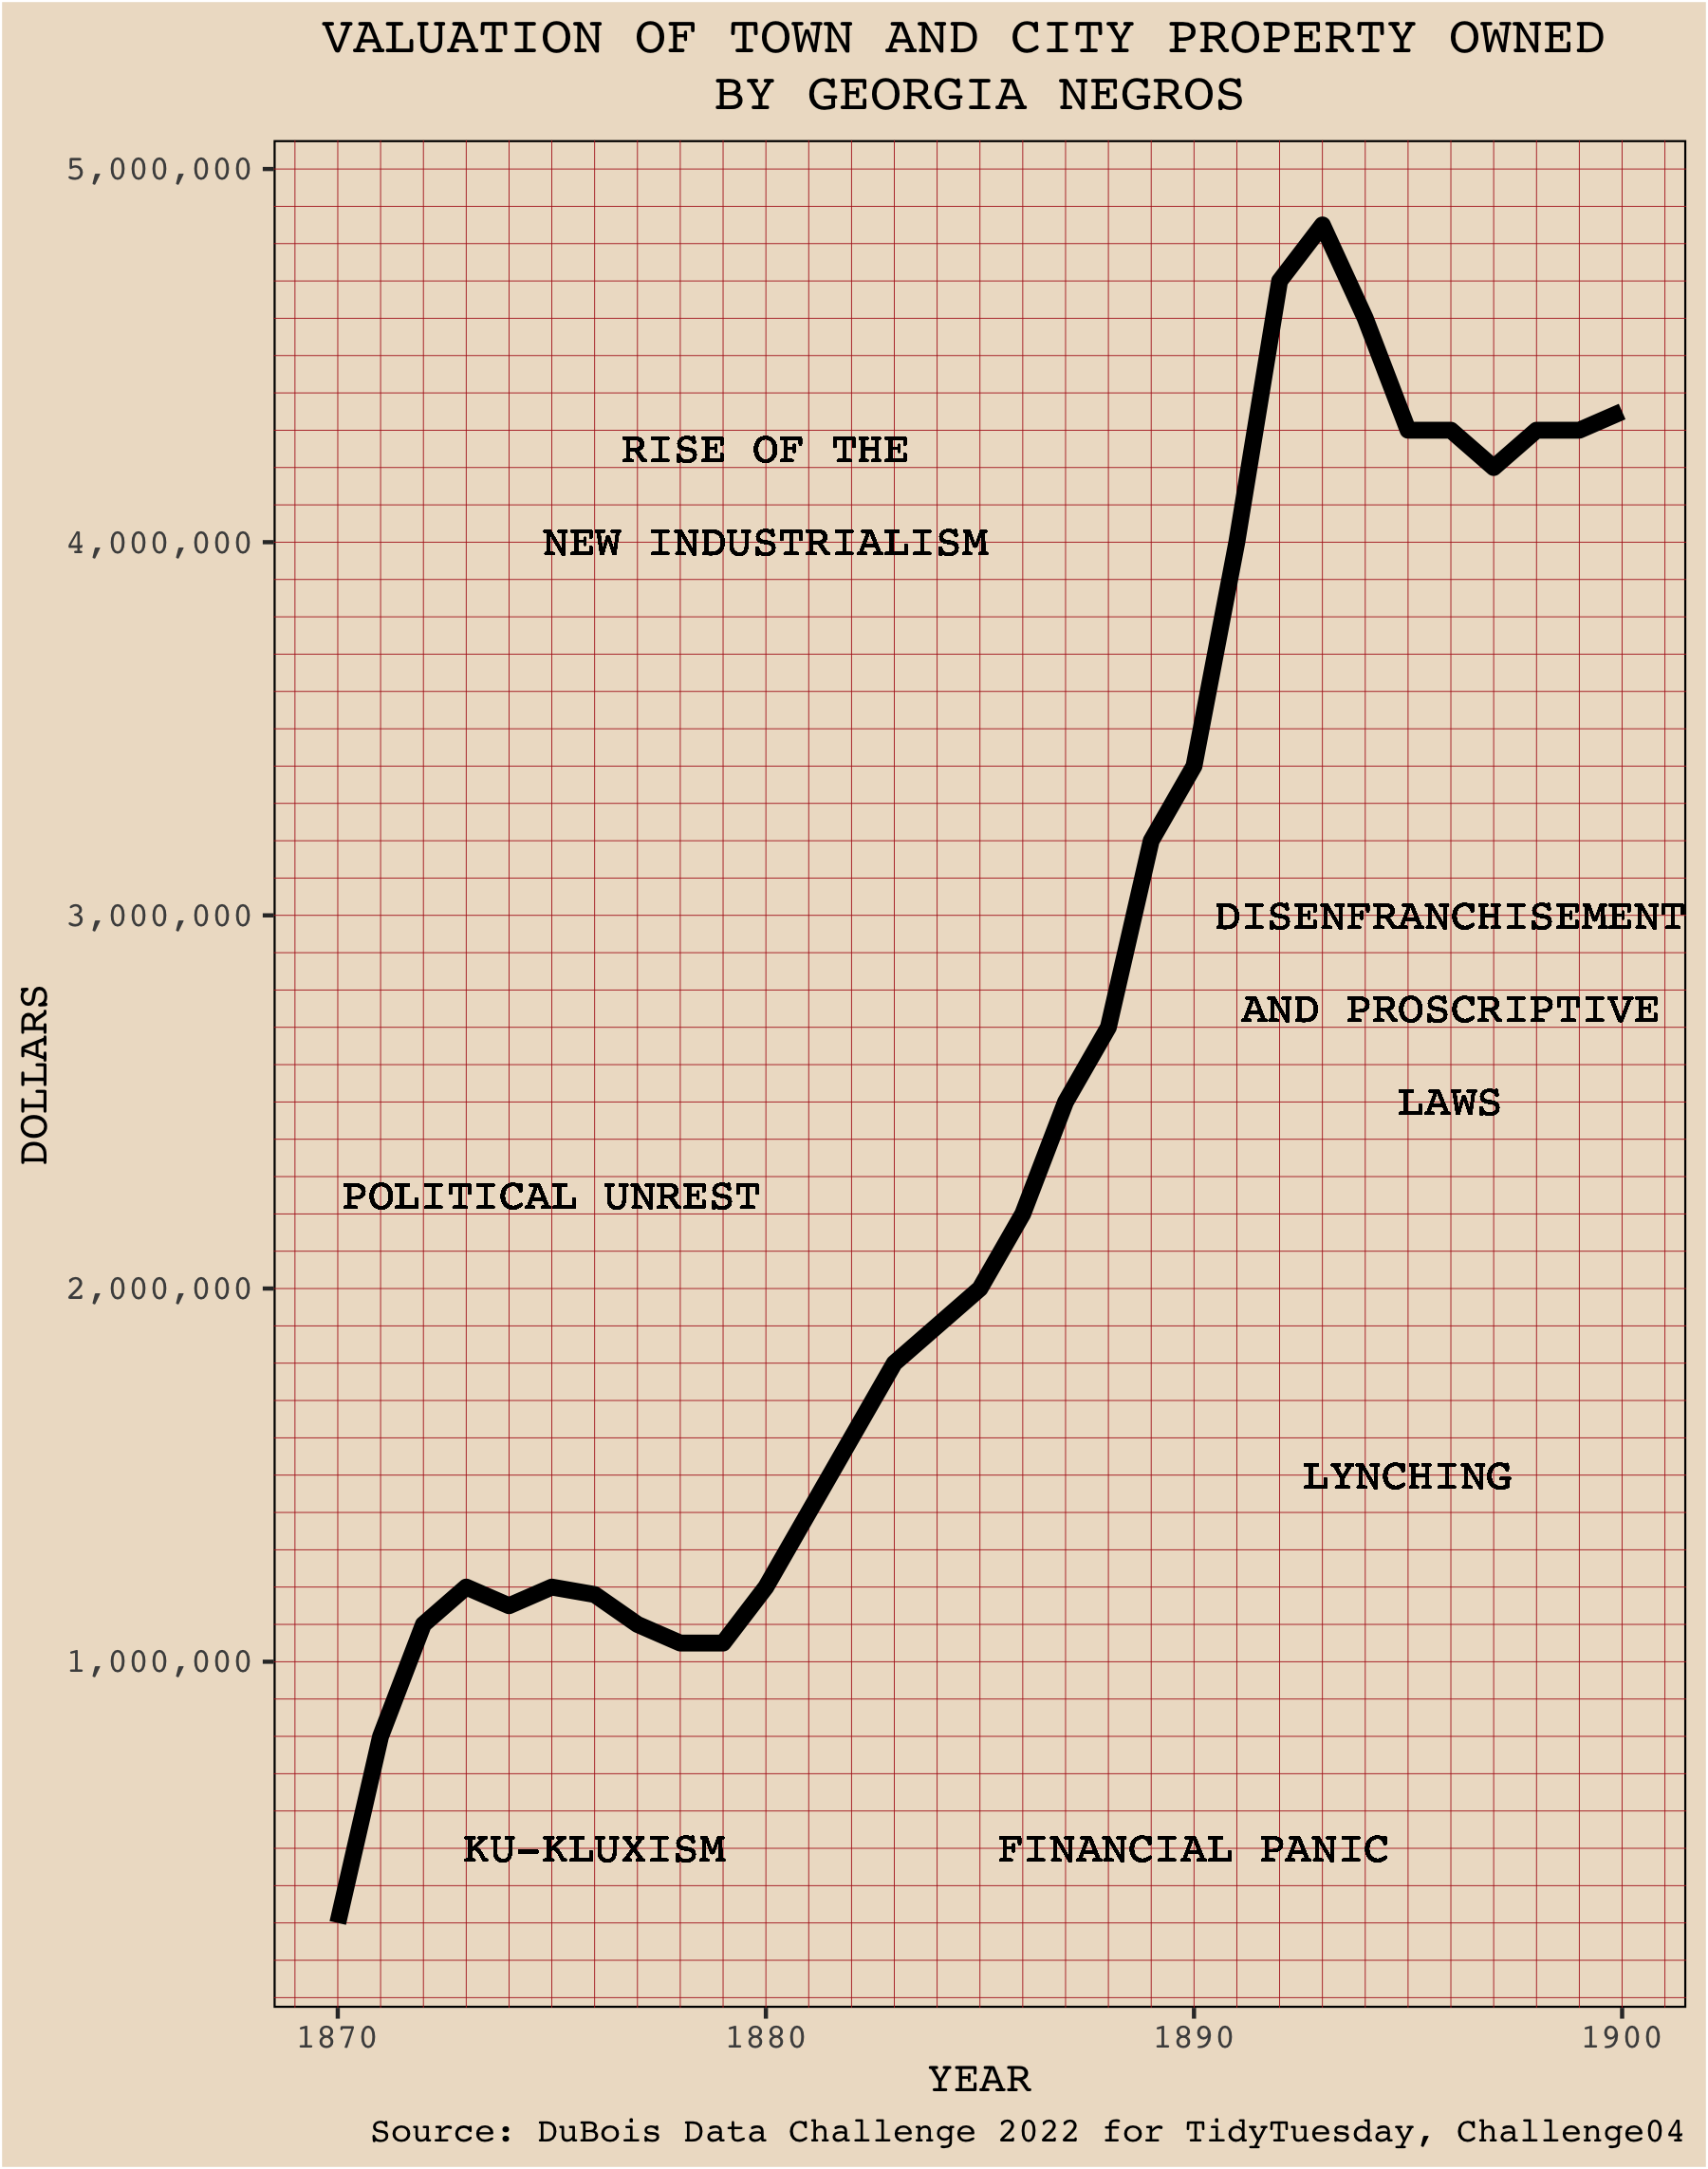 VALUATION OF TOWN AND CITY PROPERTY OWNED
BY GEORGIA NEGROS
5,000,000
RISE OF THE
NEW INDUSTRIALISM
4,000,000
3,000,000
DISENFRANCHISEMENT
AND PROSCRIPTIVE
LAWS
DOLLARS
POLITICAL UNREST
2,000,000
LYNCHING
1,000,000
KU-KLUXISM
FINANCIAL PANIC
1870 1880 1890 1900
YEAR
Source: DuBois Data Challenge 2022 for TidyTuesday, Challenge04